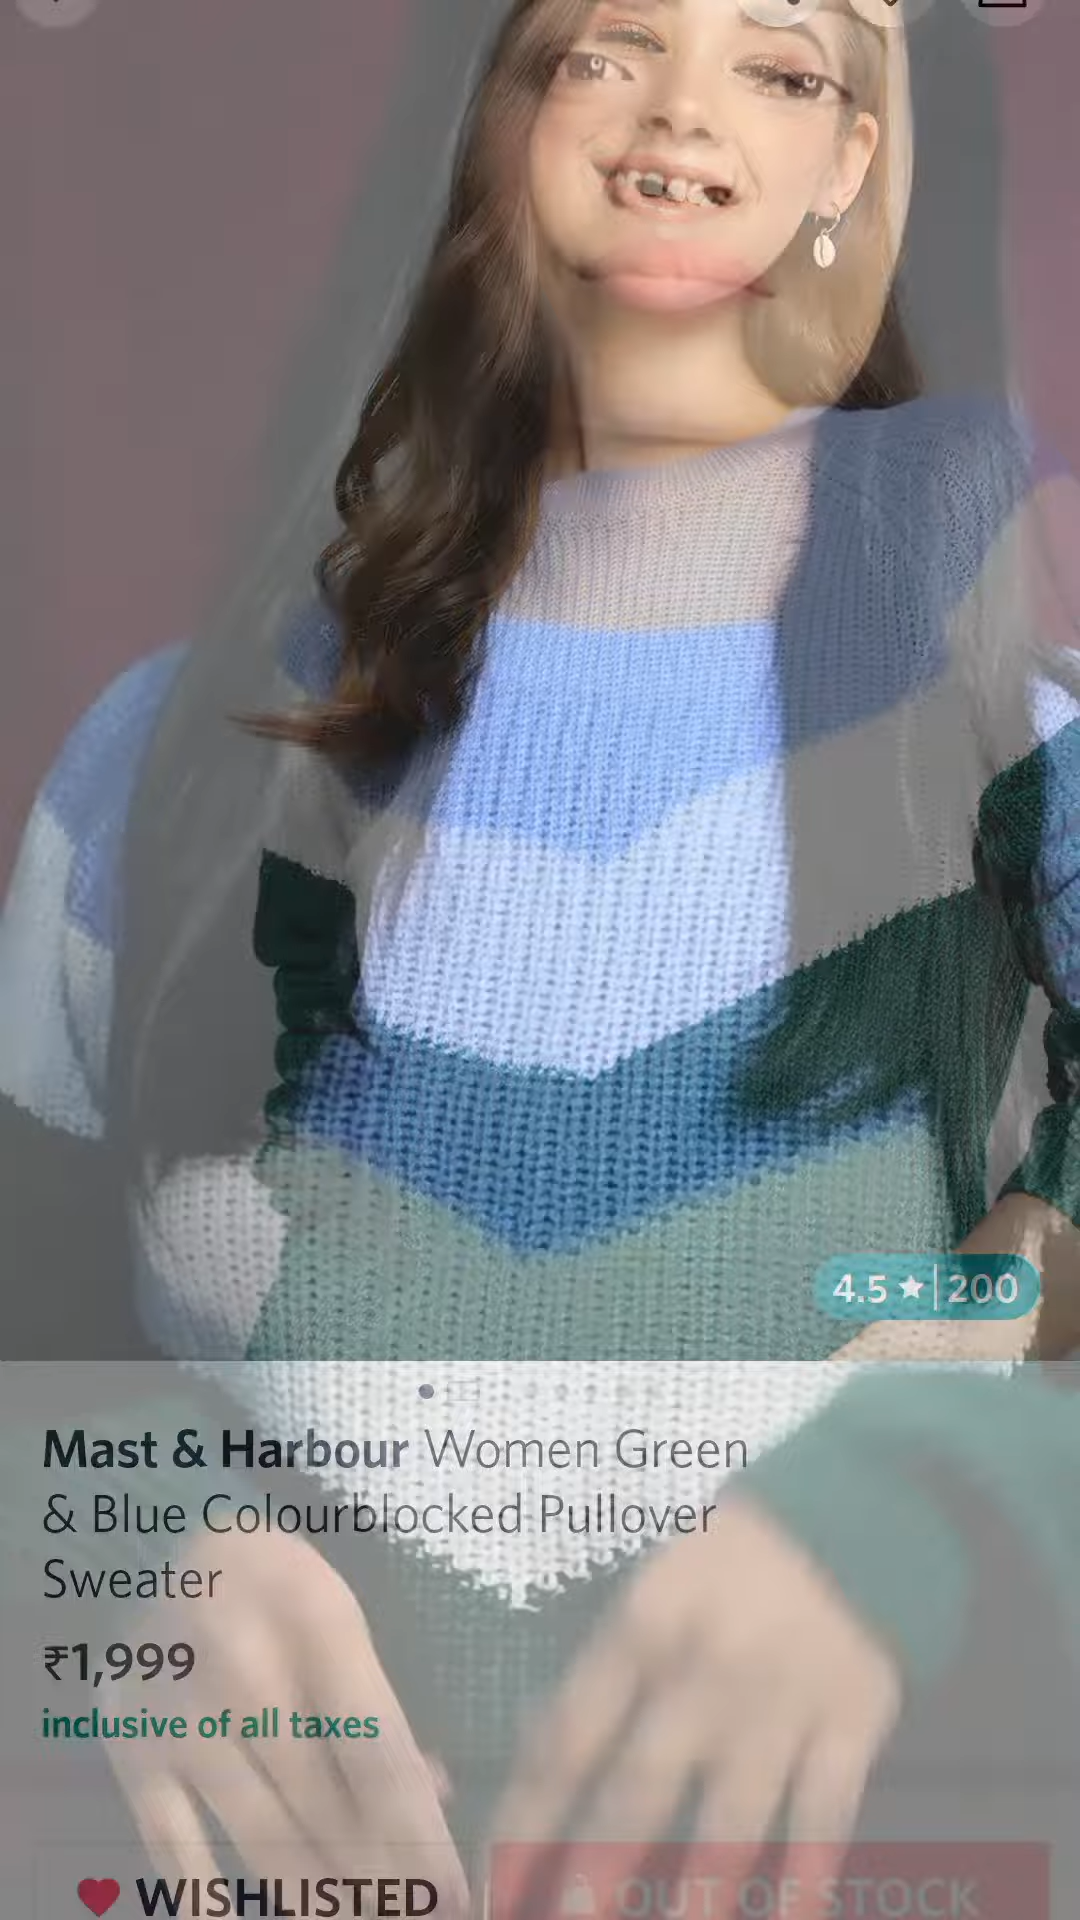 4.5 ★ | 200
Mast & Harbour Women Green
& Blue Colourblocked Pullover
Sweater
₹1,999
inclusive of all taxes
WISHLISTED
OUT OF STOCK